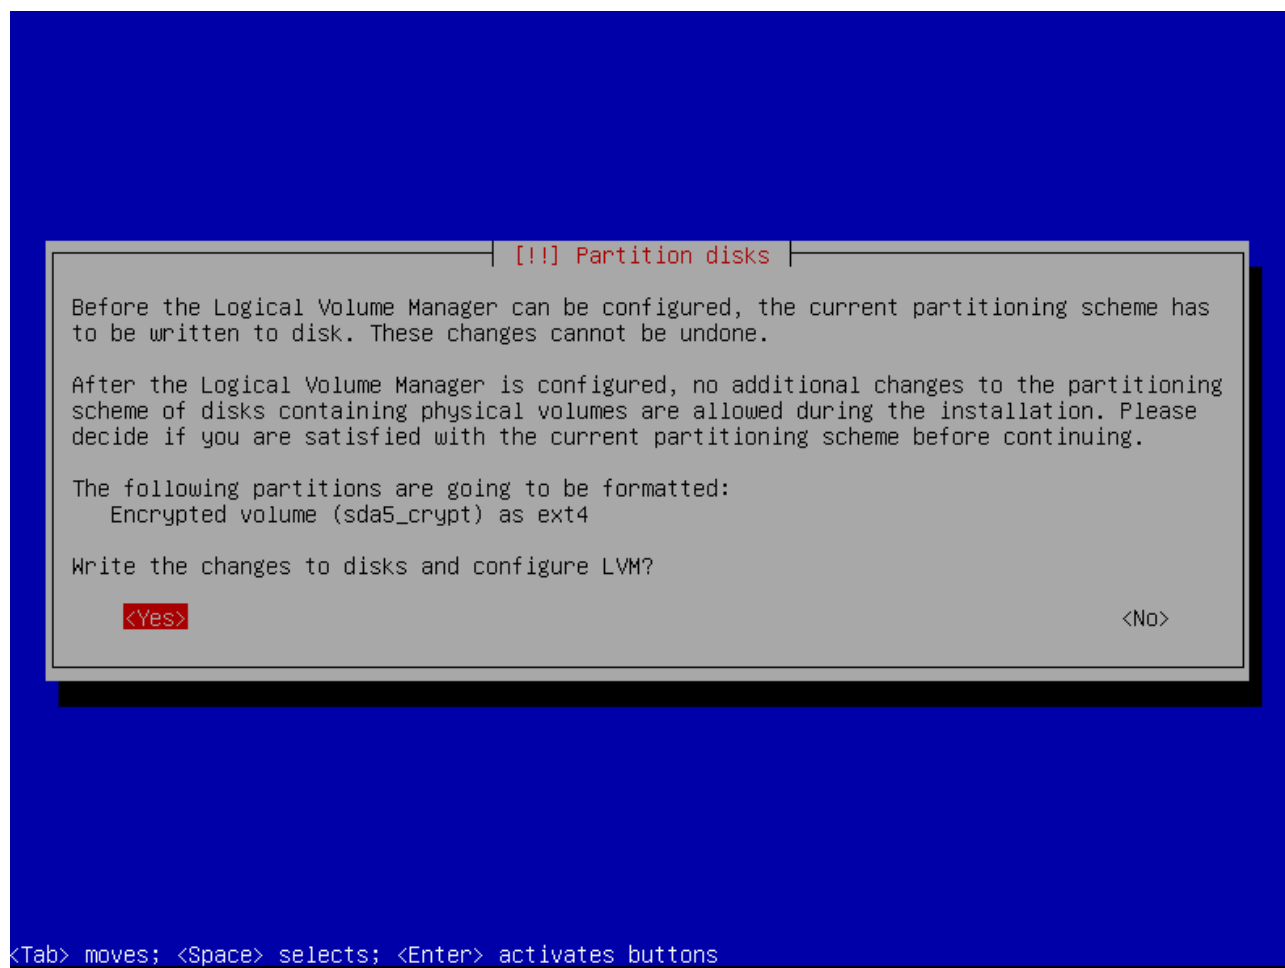 [!!] Partition disks
Before the Logical Volume Manager can be configured, the current partitioning scheme has
to be written to disk. These changes cannot be undone.
After the Logical Volume Manager is configured, no additional changes to the partitioning
scheme of disks containing physical volumes are allowed during the installation. Please
decide if you are satisfied with the current partitioning scheme before continuing.
The following partitions are going to be formatted:
Encrypted volume (sda5_crypt) as ext4
Write the changes to disks and configure LVM?
<Yes> <No>
<Tab> moves; <Space> selects; <Enter> activates buttons